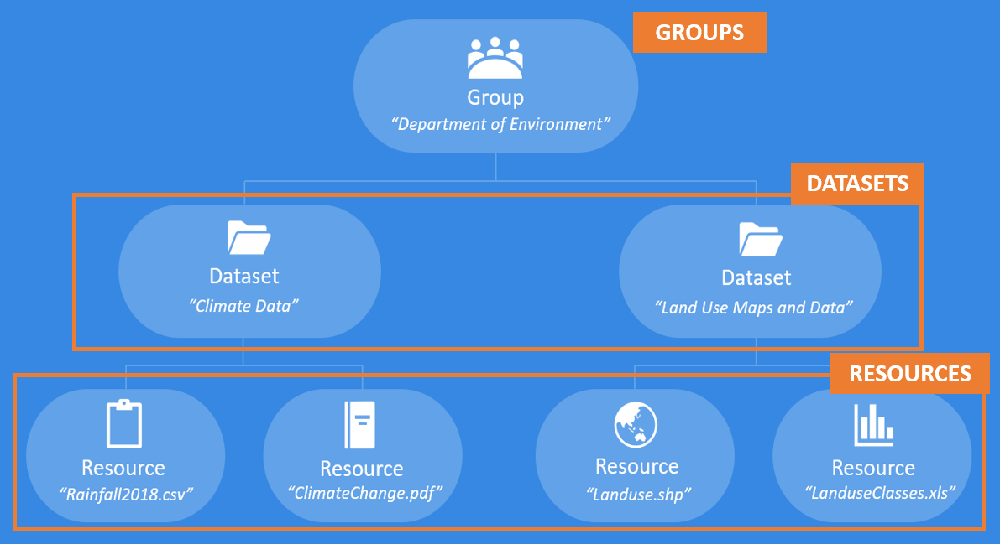 GROUPS
Group
“Department of Environment”
DATASETS
Dataset
“Climate Data”
Dataset
“Land Use Maps and Data”
RESOURCES
Resource
“Rainfall2018.csv”
Resource
“ClimateChange.pdf”
Resource
“Landuse.shp”
Resource
“LanduseClasses.xls”